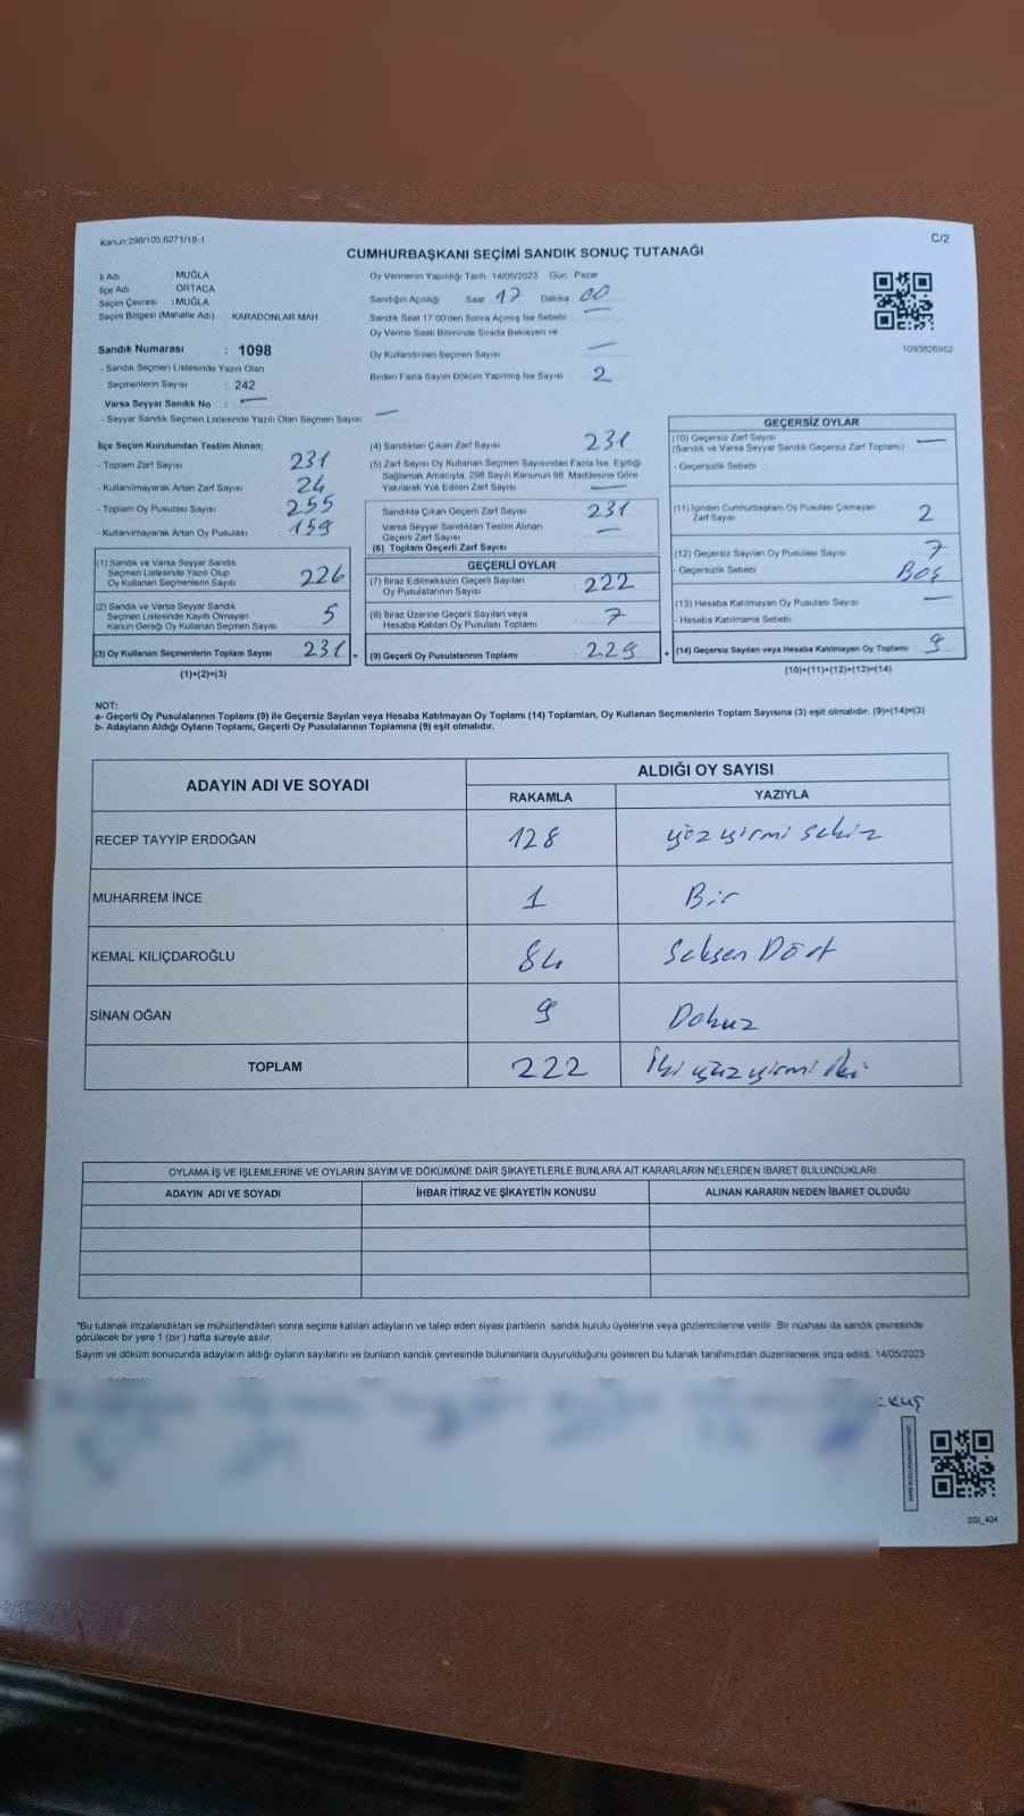 Kanun:298/105,6271/18-1
C/2
CUMHURBAŞKANI SEÇİMİ SANDIK SONUÇ TUTANAĞI
İl Adı : MUĞLA
İlçe Adı : ORTACA
Seçim Çevresi : MUĞLA
Seçim Bölgesi (Mahalle Adı) KARADONLAR MAH.
Sandık Numarası : 1098
- Sandık Seçmen Listesinde Yazılı Olan
Seçmenlerin Sayısı : 242
Varsa Seyyar Sandık No : —
- Seyyar Sandık Seçmen Listesinde Yazılı Olan Seçmen Sayısı —
Oy Vermenin Yapıldığı Tarih 14/05/2023 Gün Pazar
Sandığın Açıldığı Saat 17 Dakika 00
Sandık Saat 17:00'den Sonra Açılmış İse Sebebi —
Oy Verme Saati Bitiminde Sırada Bekleyen ve
Oy Kullandırılan Seçmen Sayısı —
Birden Fazla Sayım Döküm Yapılmış İse Sayısı 2
1093826952
İlçe Seçim Kurulundan Teslim Alınan;
- Toplam Zarf Sayısı 231
- Kullanılmayarak Artan Zarf Sayısı 24
- Toplam Oy Pusulası Sayısı 255
- Kullanılmayarak Artan Oy Pusulası 159
(1) Sandık ve Varsa Seyyar Sandık
Seçmen Listesinde Yazılı Olup
Oy Kullanan Seçmenlerin Sayısı 226
(2) Sandık ve Varsa Seyyar Sandık
Seçmen Listesinde Kayıtlı Olmayan
Kanun Gereği Oy Kullanan Seçmen Sayısı 5
(3) Oy Kullanan Seçmenlerin Toplam Sayısı 231
(1)+(2)=(3)
(4) Sandıktan Çıkan Zarf Sayısı 231
(5) Zarf Sayısı Oy Kullanan Seçmen Sayısından Fazla İse, Eşitliği
Sağlamak Amacıyla, 298 Sayılı Kanunun 98. Maddesine Göre
Yakılarak Yok Edilen Zarf Sayısı —
Sandıkta Çıkan Geçerli Zarf Sayısı 231
Varsa Seyyar Sandıktan Teslim Alınan
Geçerli Zarf Sayısı —
(6) Toplam Geçerli Zarf Sayısı
GEÇERLİ OYLAR
(7) İtiraz Edilmeksizin Geçerli Sayılan
Oy Pusulalarının Sayısı 222
(8) İtiraz Üzerine Geçerli Sayılan veya
Hesaba Katılan Oy Pusulası Toplamı 7
(9) Geçerli Oy Pusulalarının Toplamı 229
GEÇERSİZ OYLAR
(10) Geçersiz Zarf Sayısı
(Sandık ve Varsa Seyyar Sandık Geçersiz Zarf Toplamı) —
- Geçersizlik Sebebi
(11) İçinden Cumhurbaşkanı Oy Pusulası Çıkmayan
Zarf Sayısı 2
(12) Geçersiz Sayılan Oy Pusulası Sayısı 7
- Geçersizlik Sebebi Boş
(13) Hesaba Katılmayan Oy Pusulası Sayısı —
- Hesaba Katılmama Sebebi
(14) Geçersiz Sayılan veya Hesaba Katılmayan Oy Toplamı 9
(10)+(11)+(12)+(13)=(14)
NOT:
a- Geçerli Oy Pusulalarının Toplamı (9) ile Geçersiz Sayılan veya Hesaba Katılmayan Oy Toplamı (14) Toplamları, Oy Kullanan Seçmenlerin Toplam Sayısına (3) eşit olmalıdır. (9)+(14)=(3)
b- Adayların Aldığı Oyların Toplamı, Geçerli Oy Pusulalarının Toplamına (9) eşit olmalıdır.
ADAYIN ADI VE SOYADI
ALDIĞI OY SAYISI
RAKAMLA YAZIYLA
RECEP TAYYİP ERDOĞAN 128 yüz yirmi sekiz
MUHARREM İNCE 1 Bir
KEMAL KILIÇDAROĞLU 84 Seksen Dört
SİNAN OĞAN 9 Dokuz
TOPLAM 222 İki yüz yirmi iki
OYLAMA İŞ VE İŞLEMLERİNE VE OYLARIN SAYIM VE DÖKÜMÜNE DAİR ŞİKAYETLERLE BUNLARA AİT KARARLARIN NELERDEN İBARET BULUNDUKLARI
ADAYIN ADI VE SOYADI İHBAR İTİRAZ VE ŞİKAYETİN KONUSU ALINAN KARARIN NEDEN İBARET OLDUĞU
*Bu tutanak imzalandıktan ve mühürlendikten sonra seçime katılan adayların ve talep eden siyasi partilerin sandık kurulu üyelerine veya gözlemcilerine verilir. Bir nüshası da sandık çevresinde
görülecek bir yere 1 (bir) hafta süreyle asılır.
Sayım ve döküm sonucunda adayların aldığı oyların sayılarını ve bunların sandık çevresinde bulunanlara duyurulduğunu gösteren bu tutanak tarafımızdan düzenlenerek imza edildi. 14/05/2023